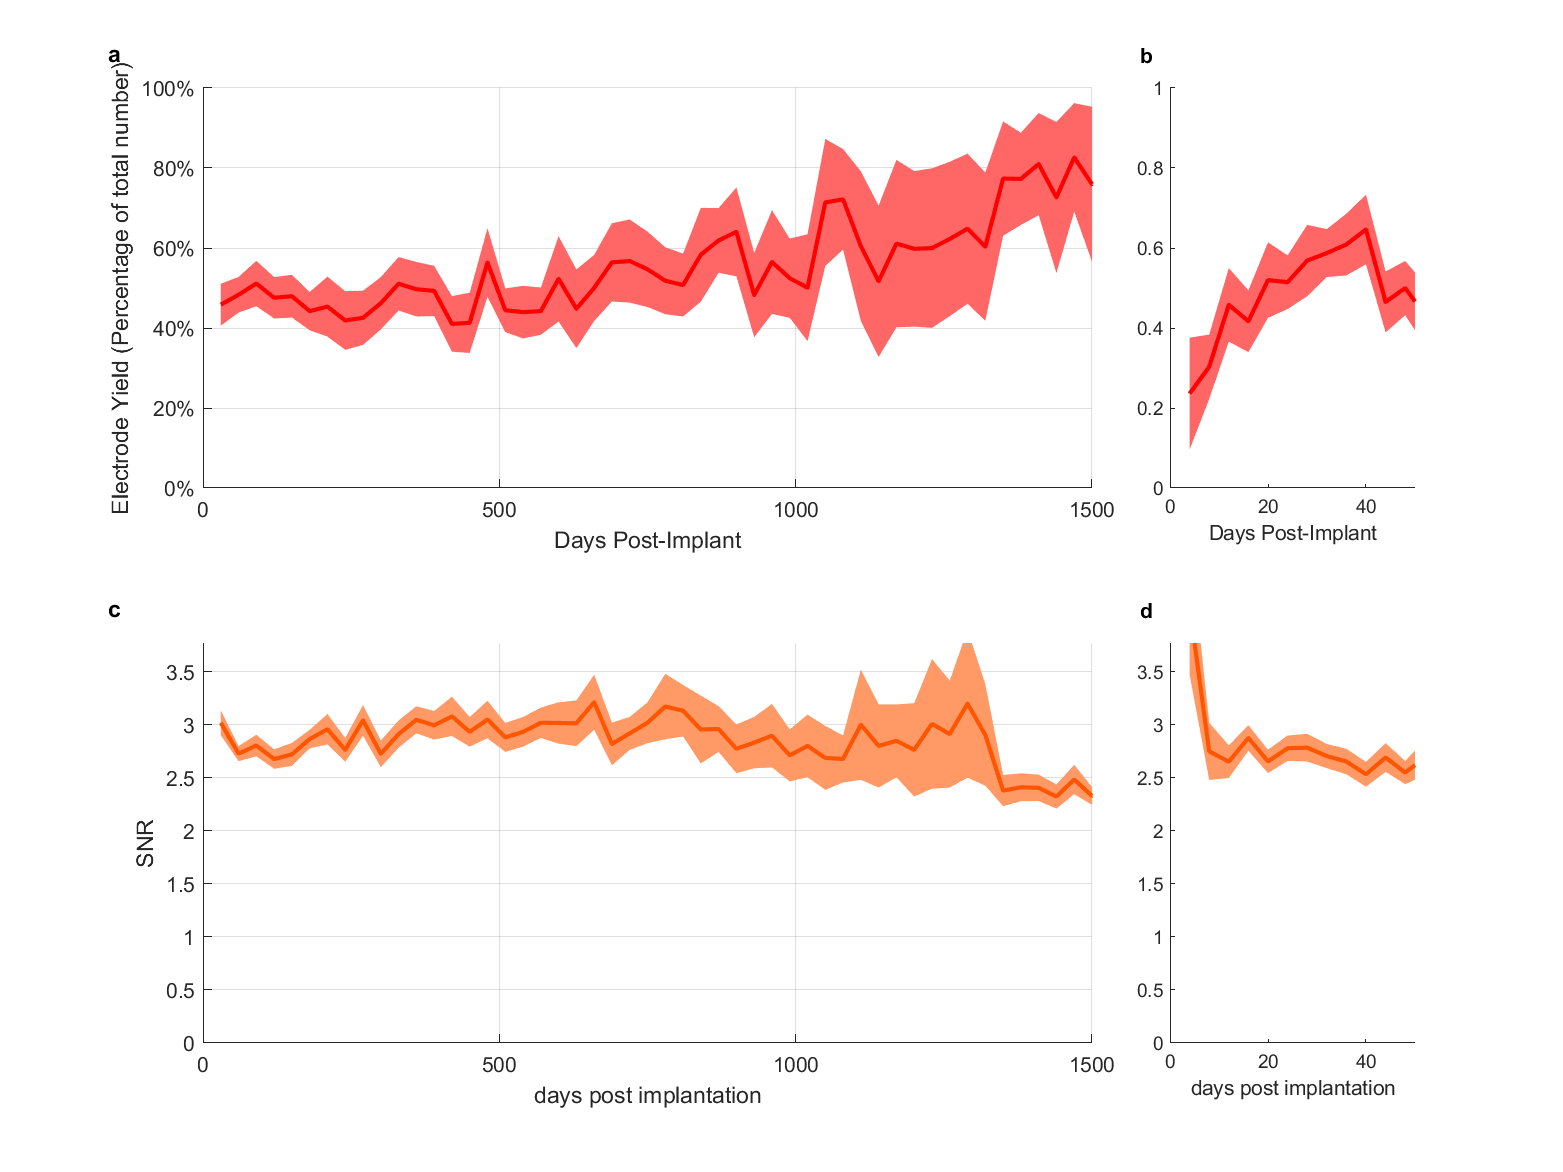 a
Electrode Yield (Percentage of total number)
100%
80%
60%
40%
20%
0%
0 500 1000 1500
Days Post-Implant
b
1
0.8
0.6
0.4
0.2
0
0 20 40
Days Post-Implant
c
SNR
3.5
3
2.5
2
1.5
1
0.5
0
0 500 1000 1500
days post implantation
d
3.5
3
2.5
2
1.5
1
0.5
0
0 20 40
days post implantation